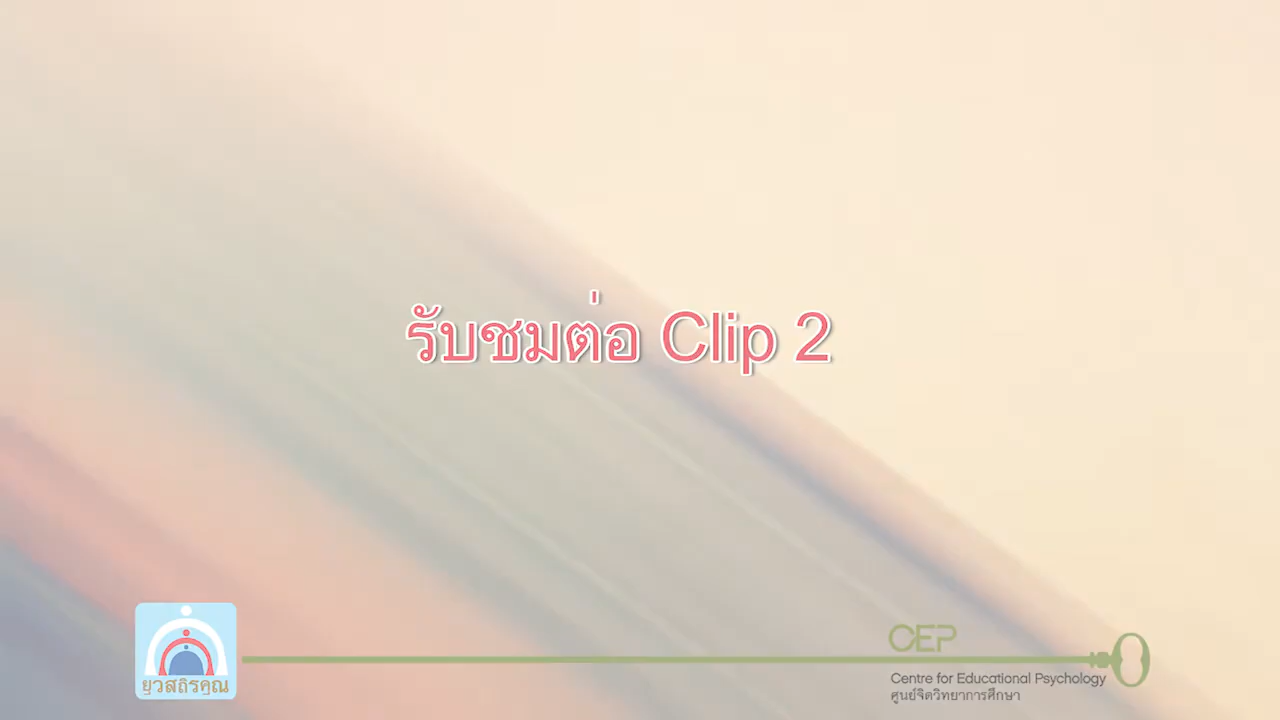 รับชมต่อ Clip 2
ยุวสถิรคุณ
CEP
Centre for Educational Psychology
ศูนย์จิตวิทยาการศึกษา